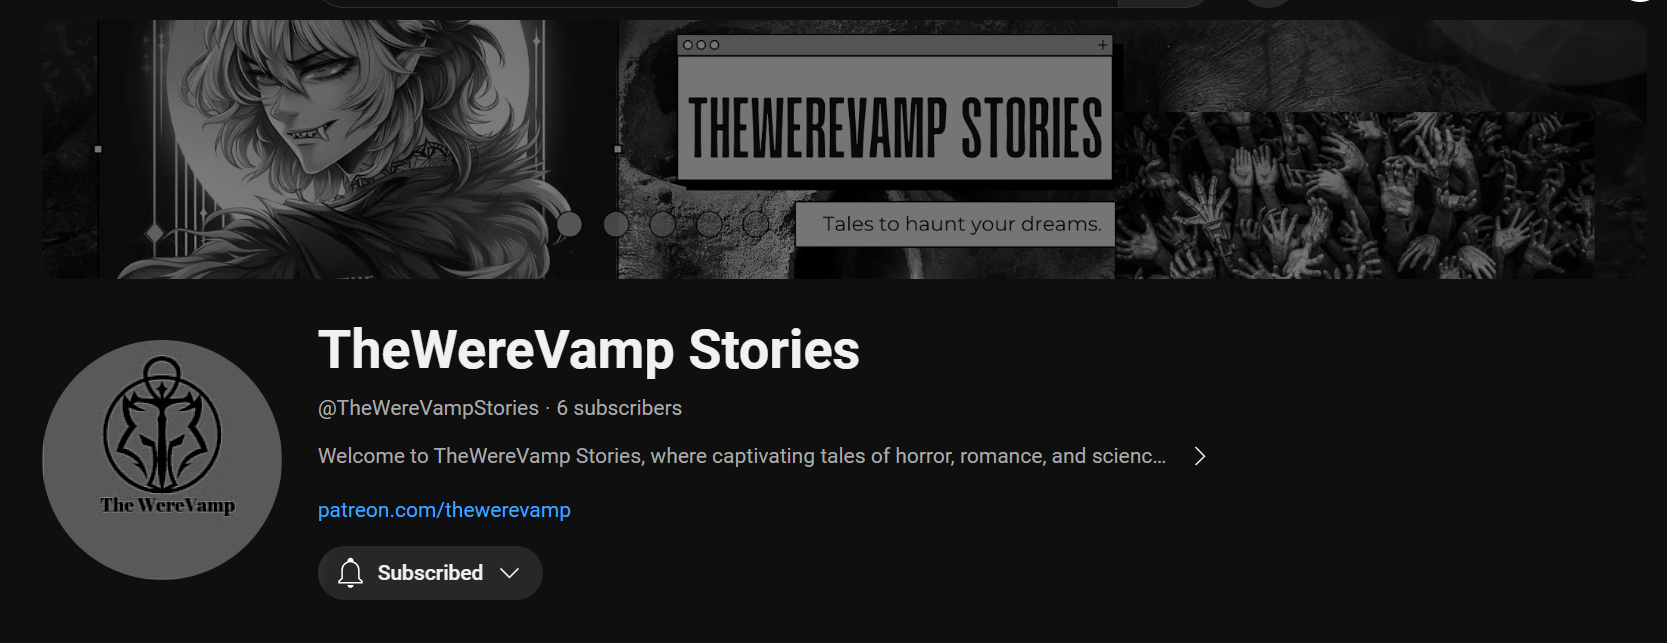 THEWEREVAMP STORIES
Tales to haunt your dreams.
The WereVamp
TheWereVamp Stories
@TheWereVampStories · 6 subscribers
Welcome to TheWereVamp Stories, where captivating tales of horror, romance, and scienc...
patreon.com/thewerevamp
Subscribed